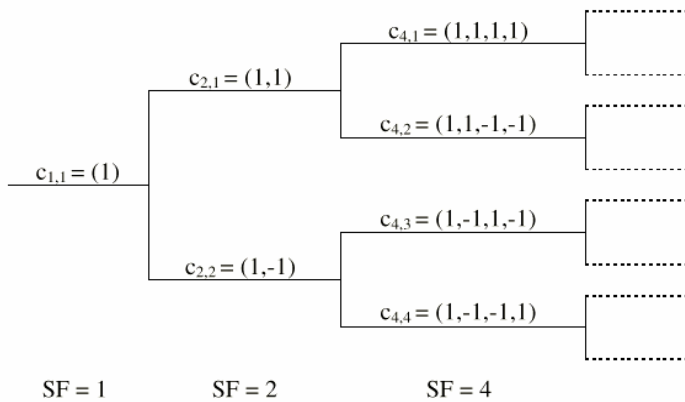 c4,1 = (1,1,1,1)
c2,1 = (1,1)
c4,2 = (1,1,-1,-1)
c1,1 = (1)
c4,3 = (1,-1,1,-1)
c2,2 = (1,-1)
c4,4 = (1,-1,-1,1)
SF = 1 SF = 2 SF = 4